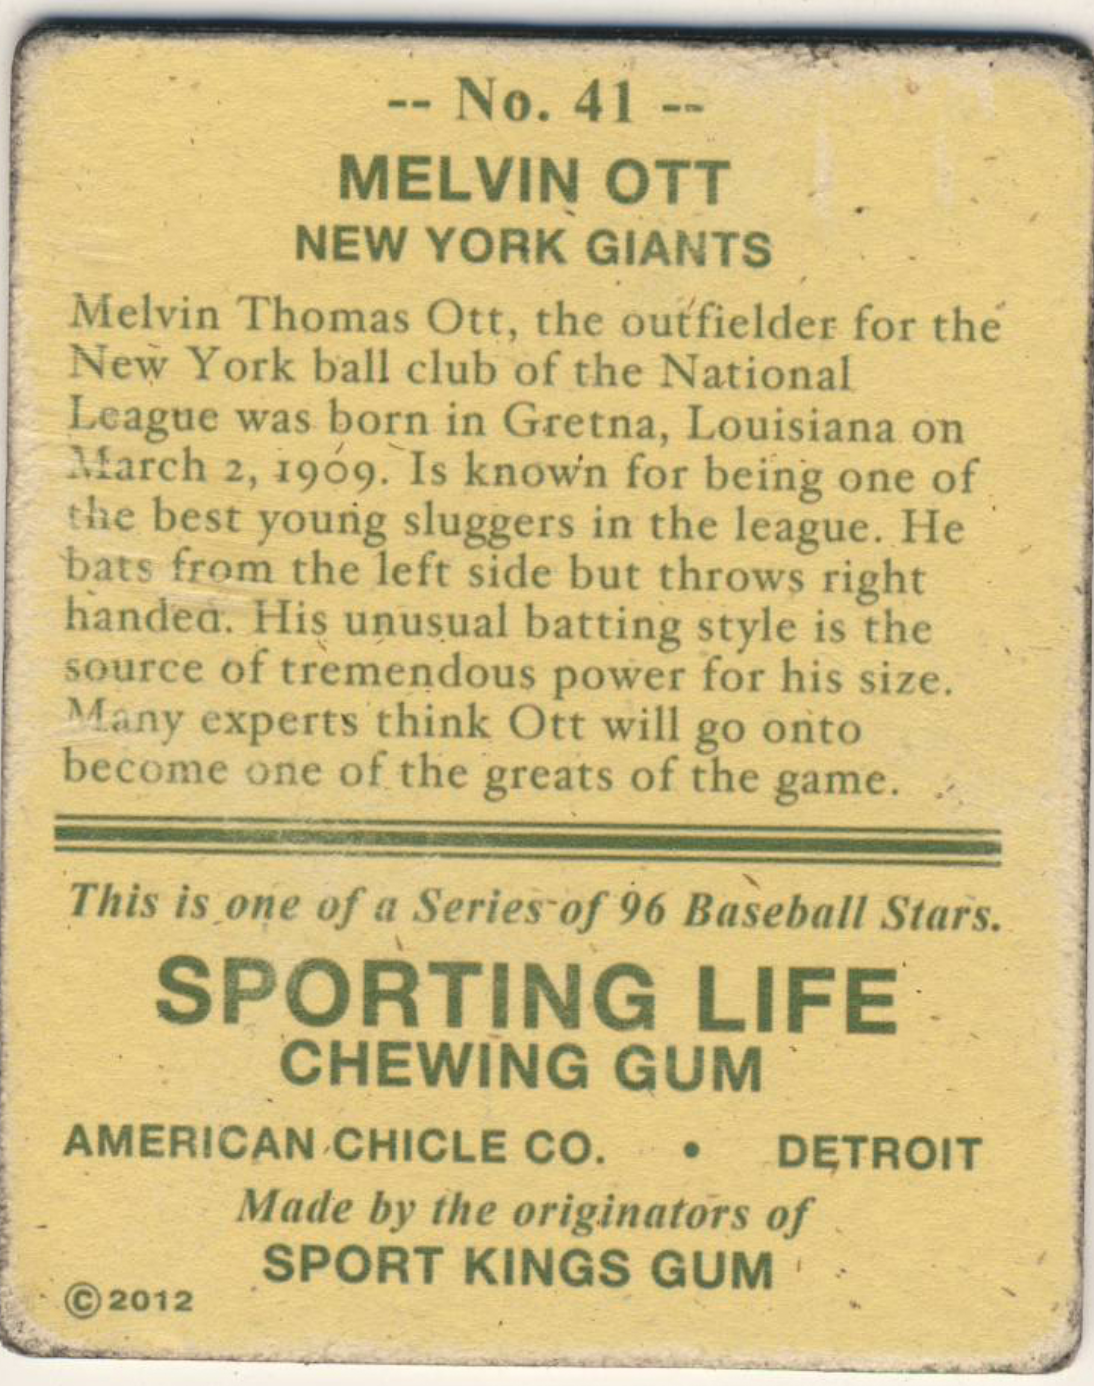 -- No. 41 --
MELVIN OTT
NEW YORK GIANTS
Melvin Thomas Ott, the outfielder for the
New York ball club of the National
League was born in Gretna, Louisiana on
March 2, 1909. Is known for being one of
the best young sluggers in the league. He
bats from the left side but throws right
handed. His unusual batting style is the
source of tremendous power for his size.
Many experts think Ott will go onto
become one of the greats of the game.
This is one of a Series of 96 Baseball Stars.
SPORTING LIFE
CHEWING GUM
AMERICAN CHICLE CO. • DETROIT
Made by the originators of
SPORT KINGS GUM
©2012